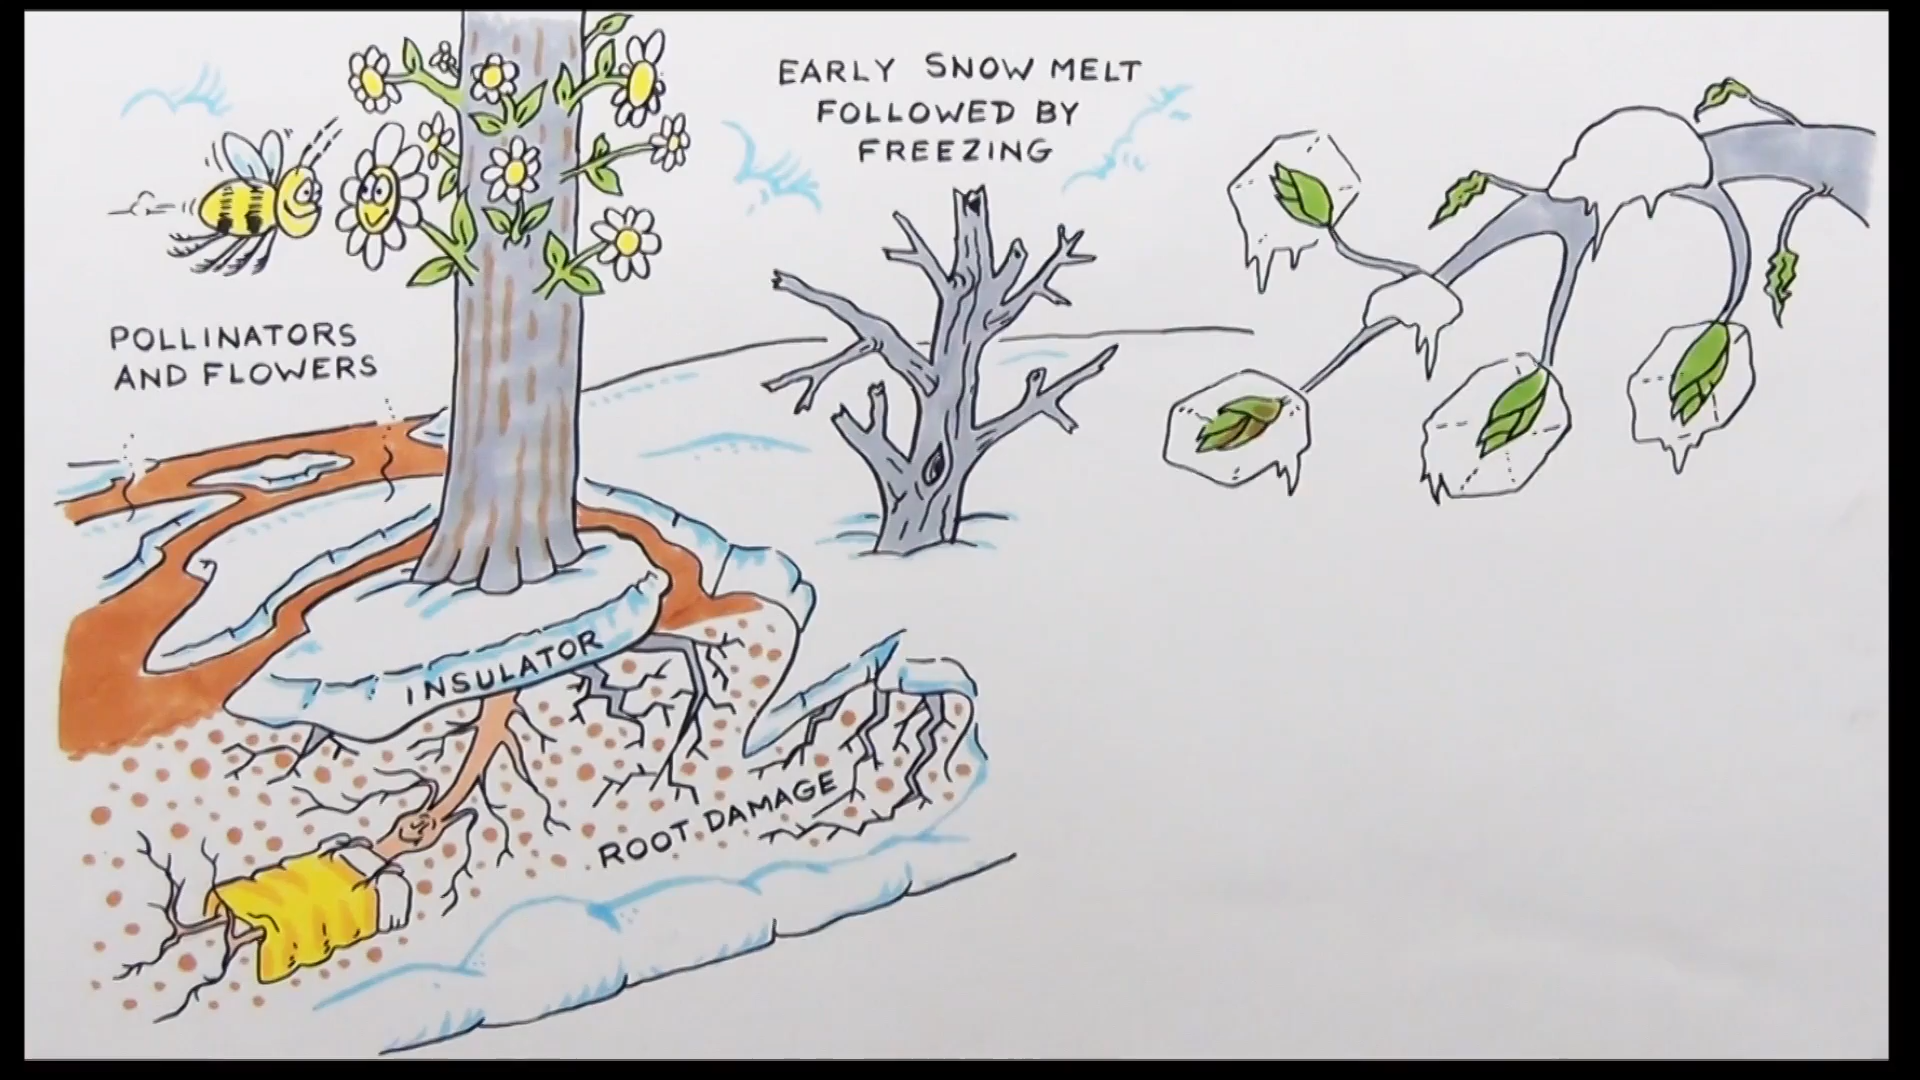 EARLY SNOW MELT
FOLLOWED BY
FREEZING
POLLINATORS
AND FLOWERS
INSULATOR
ROOT DAMAGE